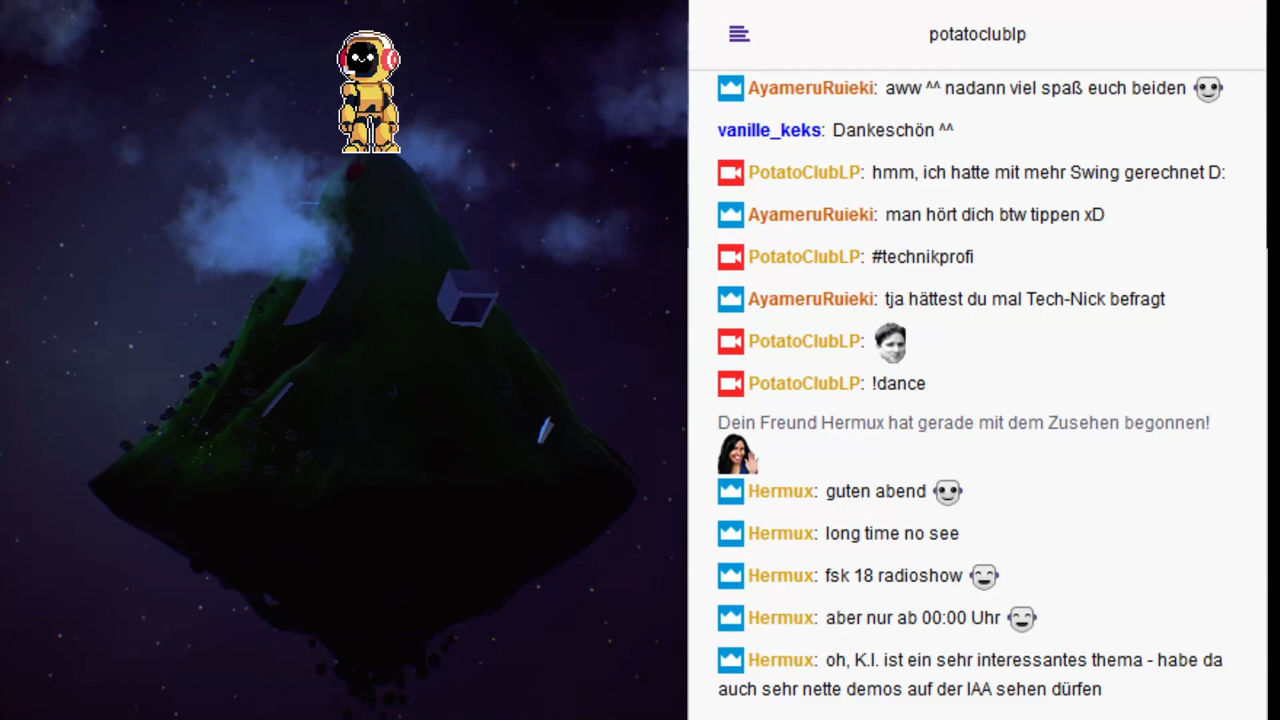 potatoclublp
AyameruRuieki: aww ^^ nadann viel spaß euch beiden
vanille_keks: Dankeschön ^^
PotatoClubLP: hmm, ich hatte mit mehr Swing gerechnet D:
AyameruRuieki: man hört dich btw tippen xD
PotatoClubLP: #technikprofi
AyameruRuieki: tja hättest du mal Tech-Nick befragt
PotatoClubLP:
PotatoClubLP: !dance
Dein Freund Hermux hat gerade mit dem Zusehen begonnen!
Hermux: guten abend
Hermux: long time no see
Hermux: fsk 18 radioshow
Hermux: aber nur ab 00:00 Uhr
Hermux: oh, K.I. ist ein sehr interessantes thema - habe da
auch sehr nette demos auf der IAA sehen dürfen